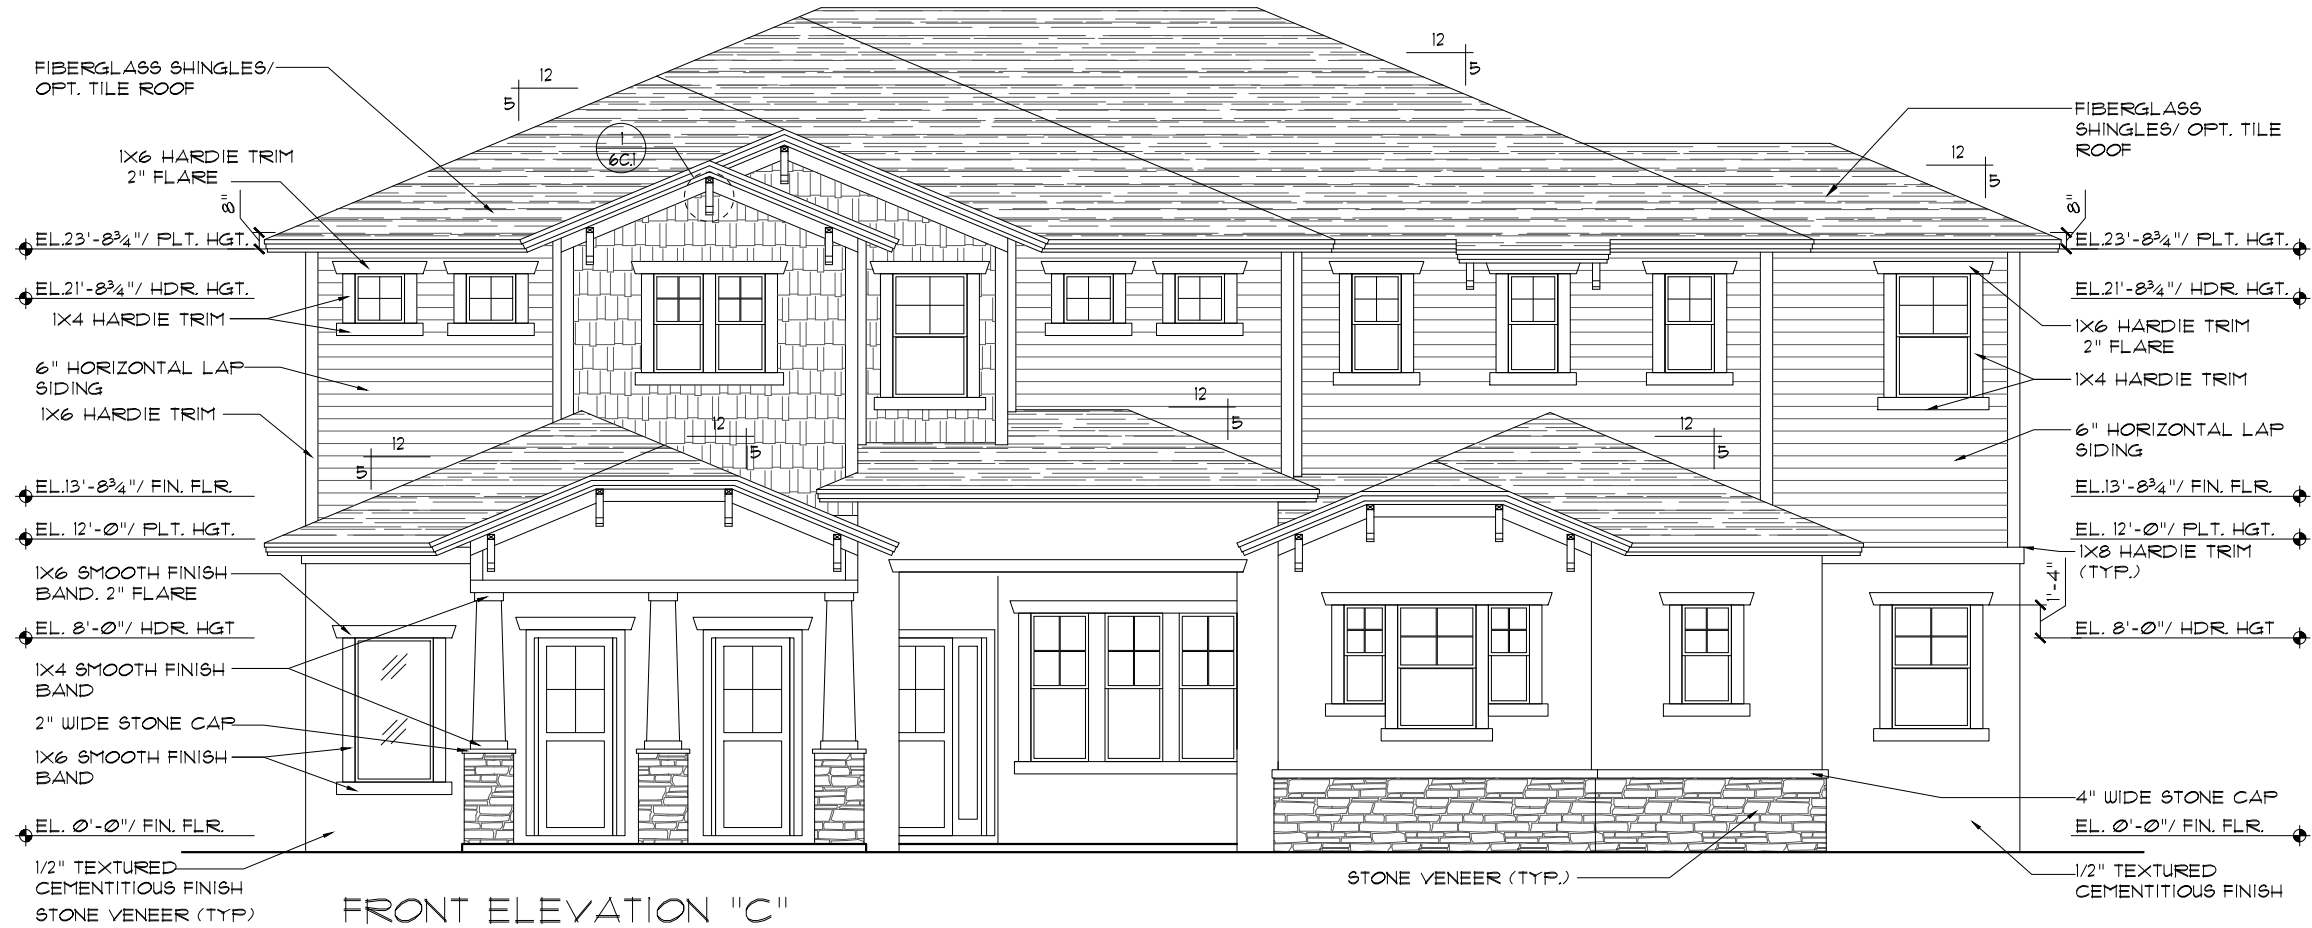 FIBERGLASS SHINGLES/
OPT. TILE ROOF
1X6 HARDIE TRIM
2" FLARE
8"
EL.23'-8¾"/ PLT. HGT.
EL.21'-8¾"/ HDR. HGT.
1X4 HARDIE TRIM
6" HORIZONTAL LAP
SIDING
1X6 HARDIE TRIM
EL.13'-8¾"/ FIN. FLR.
EL. 12'-Ø"/ PLT. HGT.
1X6 SMOOTH FINISH
BAND. 2" FLARE
EL. 8'-Ø"/ HDR. HGT
1X4 SMOOTH FINISH
BAND
2" WIDE STONE CAP
1X6 SMOOTH FINISH
BAND
EL. Ø'-Ø"/ FIN. FLR.
1/2" TEXTURED
CEMENTITIOUS FINISH
STONE VENEER (TYP)
12
5
1
6C.1
12
5
12
5
12
5
12
5
12
5
12
5
FIBERGLASS
SHINGLES/ OPT. TILE
ROOF
8"
EL.23'-8¾"/ PLT. HGT.
EL.21'-8¾"/ HDR. HGT.
1X6 HARDIE TRIM
2" FLARE
1X4 HARDIE TRIM
6" HORIZONTAL LAP
SIDING
EL.13'-8¾"/ FIN. FLR.
EL. 12'-Ø"/ PLT. HGT.
1X8 HARDIE TRIM
(TYP.)
1'-4"
EL. 8'-Ø"/ HDR. HGT
4" WIDE STONE CAP
EL. Ø'-Ø"/ FIN. FLR.
1/2" TEXTURED
CEMENTITIOUS FINISH
STONE VENEER (TYP.)
FRONT ELEVATION "C"